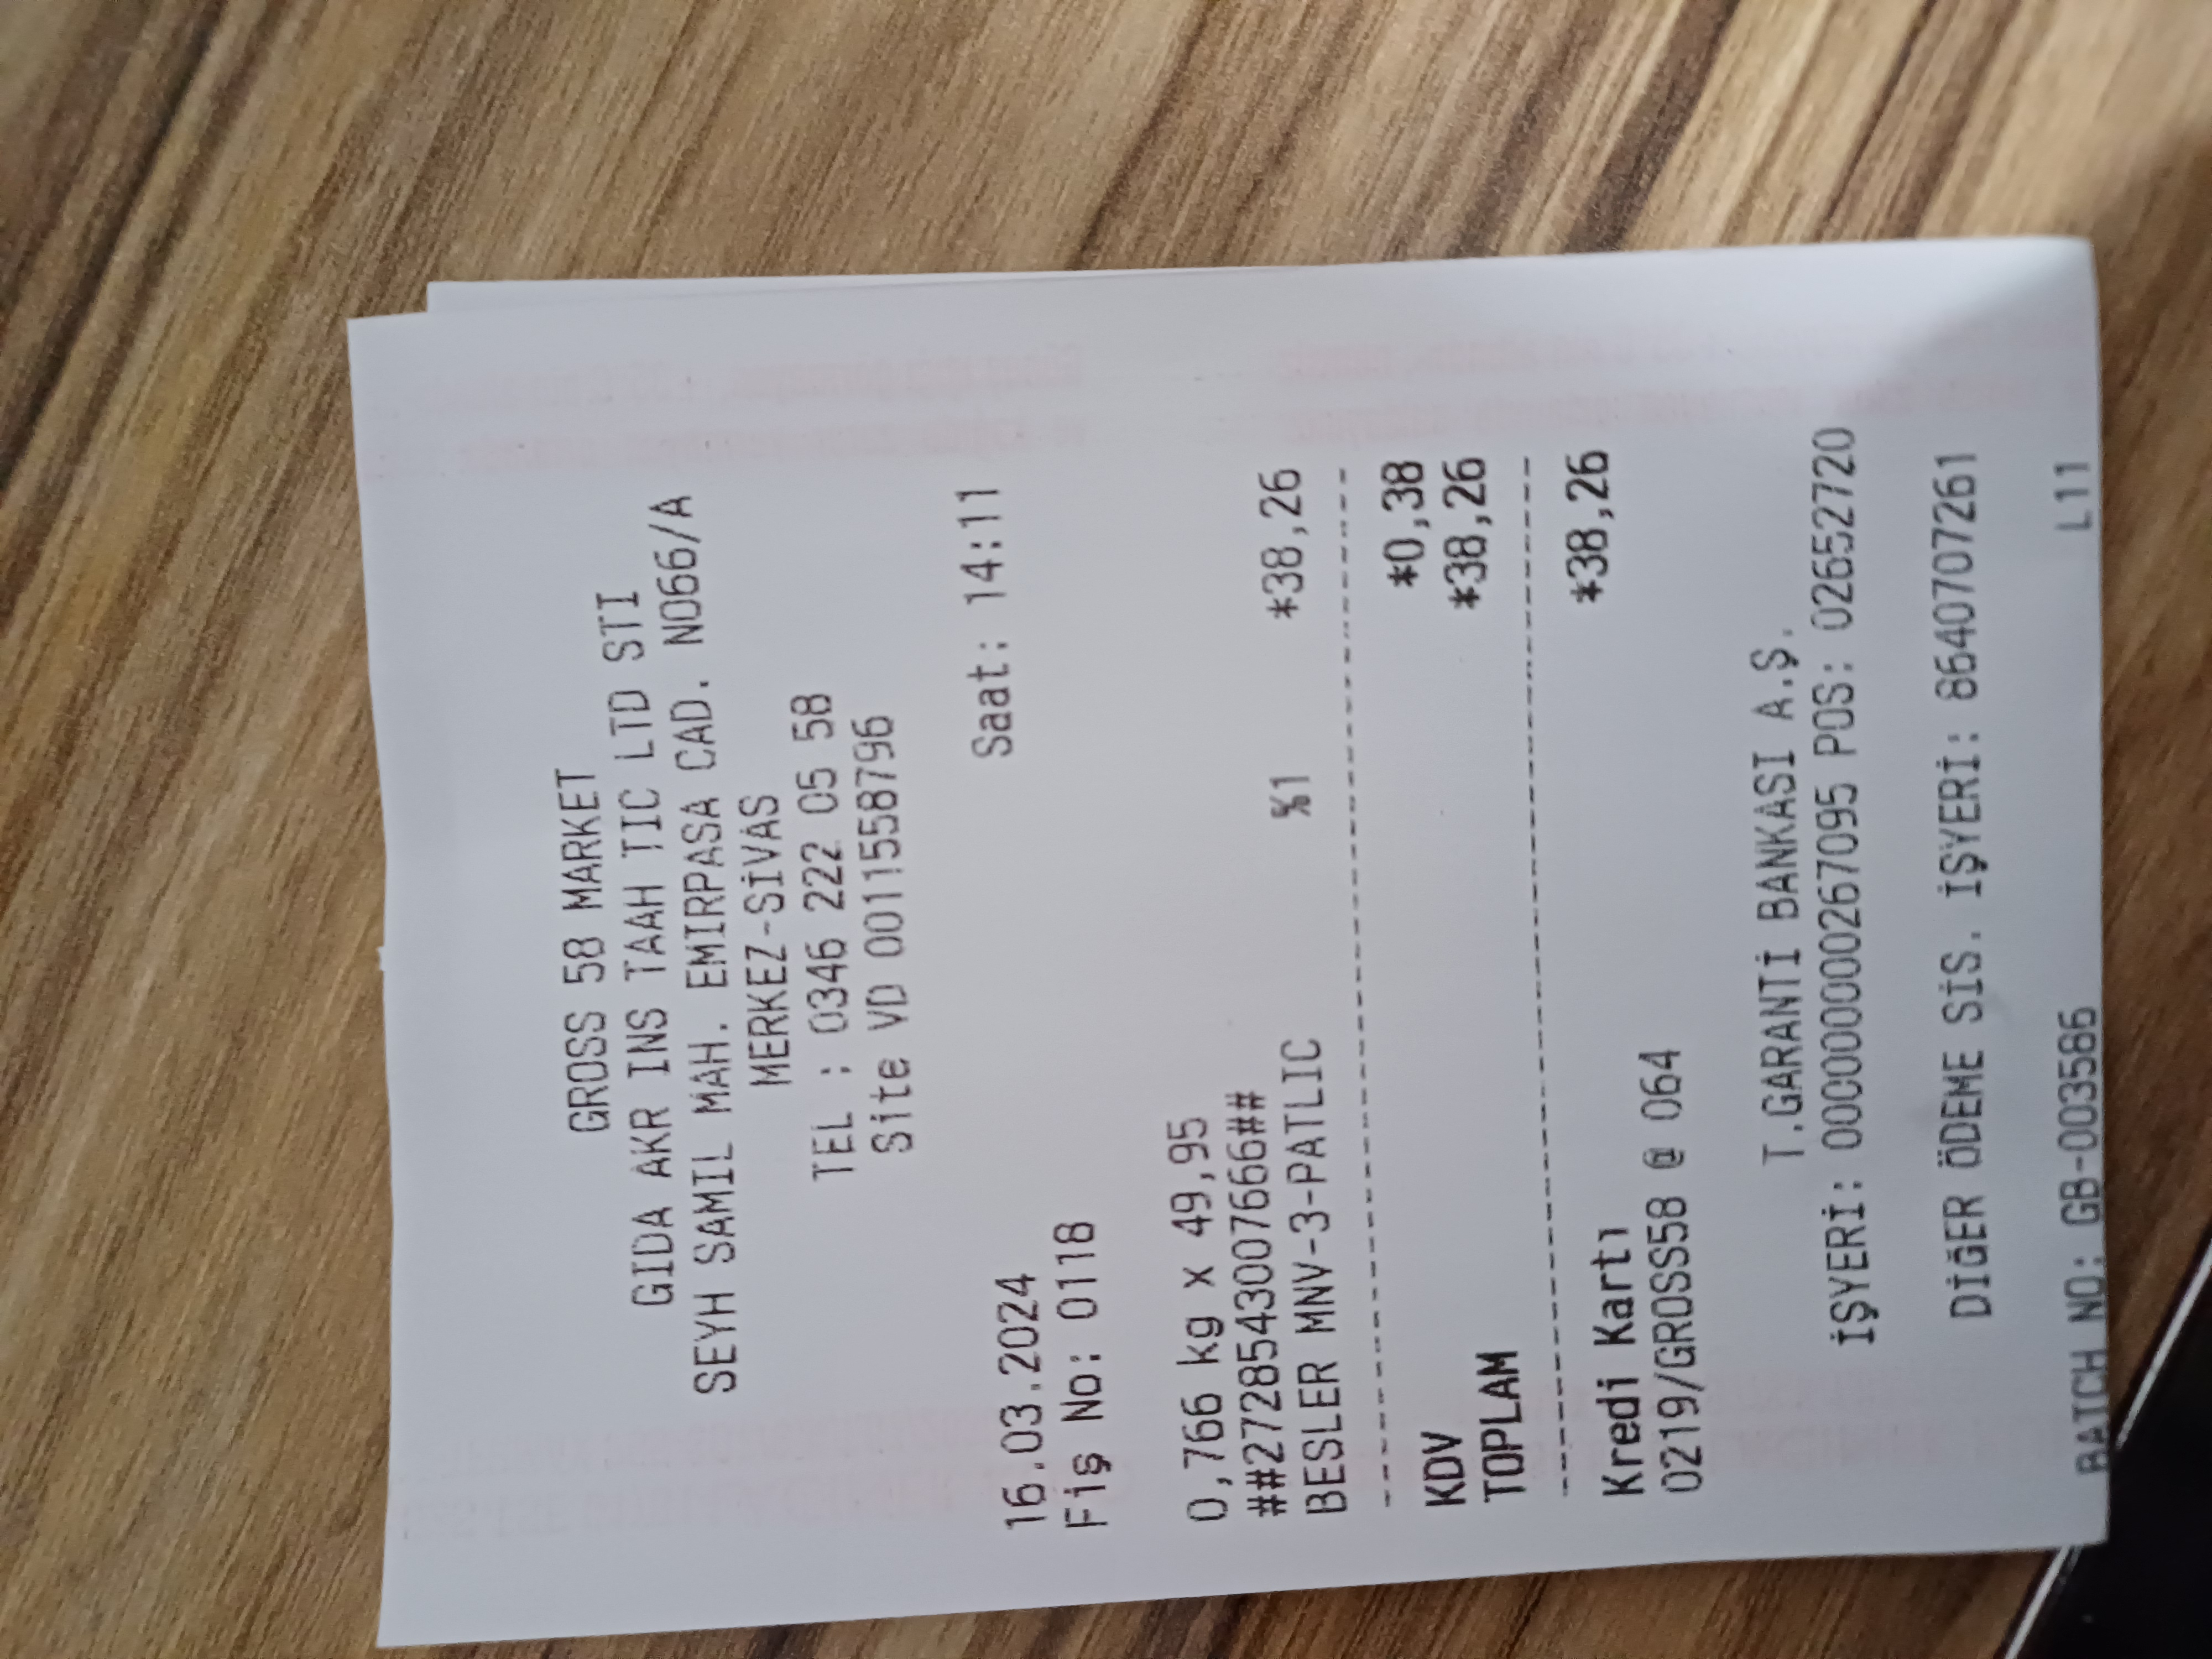 GROSS 58 MARKET
GIDA AKR INS TAAH TIC LTD STI
SEYH SAMIL MAH. EMIRPASA CAD. NO66/A
MERKEZ-SİVAS
TEL : 0346 222 05 58
Site VD 0011558796
16.03.2024 Saat: 14:11
Fiş No: 0118
0,766 kg x 49,95
##2728543007666##
BESLER MNV-3-PATLIC %1 *38,26
KDV *0,38
TOPLAM *38,26
Kredi Kartı *38,26
0219/GROSS58 @ 064
T.GARANTİ BANKASI A.Ş.
İŞYERİ: 000000000267095 POS: 02652720
DİĞER ÖDEME SİS. İŞYERİ: 8640707261
BATCH NO: GB-003586 L11